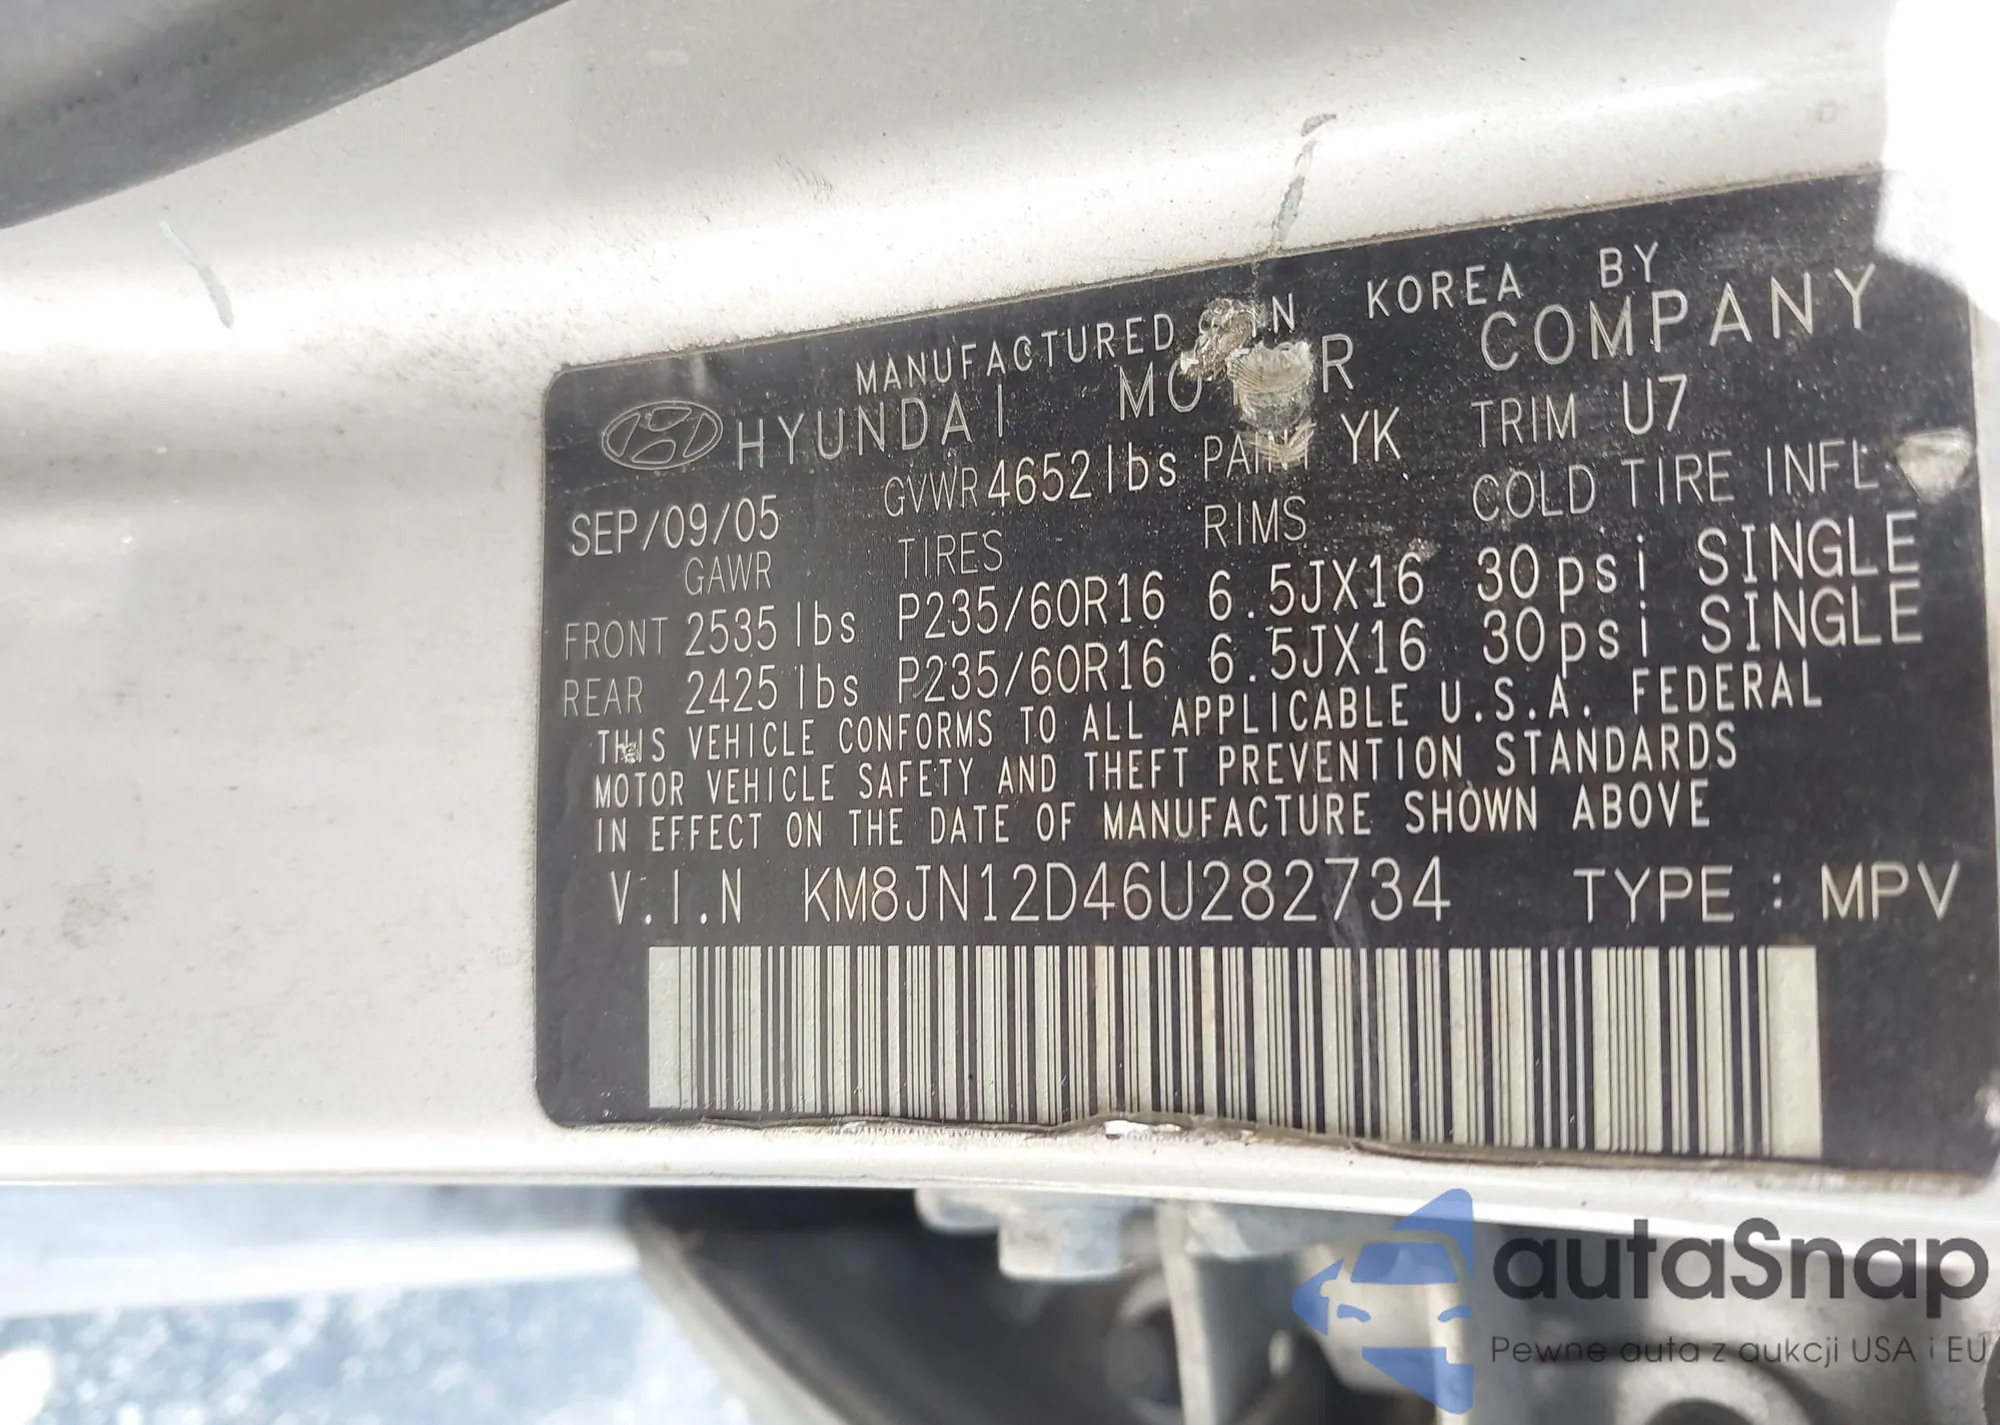 MANUFACTURED IN KOREA BY
HYUNDAI MOTOR COMPANY
SEP/09/05 GVWR 4652 lbs PAINT YK TRIM U7
GAWR TIRES RIMS COLD TIRE INFL
FRONT 2535 lbs P235/60R16 6.5JX16 30psi SINGLE
REAR 2425 lbs P235/60R16 6.5JX16 30psi SINGLE
THIS VEHICLE CONFORMS TO ALL APPLICABLE U.S.A. FEDERAL
MOTOR VEHICLE SAFETY AND THEFT PREVENTION STANDARDS
IN EFFECT ON THE DATE OF MANUFACTURE SHOWN ABOVE
V.I.N KM8JN12D46U282734 TYPE : MPV
autaSnap
Pewne auta z aukcji USA i EU